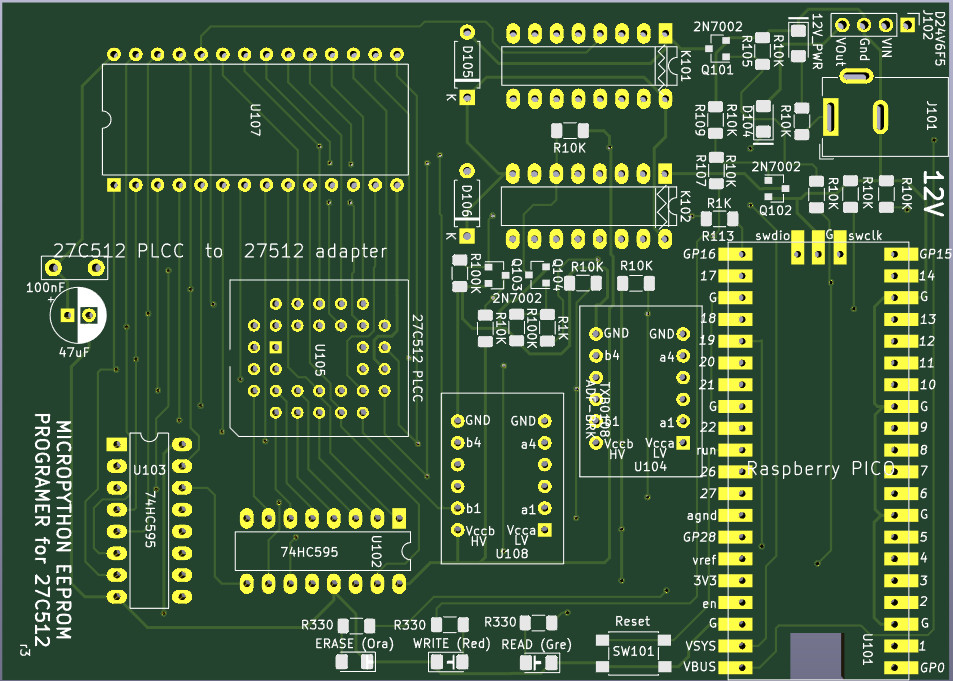 D24V6F5
J102
VOut
Gnd
VIN
12V_PWR
2N7002
Q101
R105
R10K
D105
K
K101
U107
R10K
R109
R10K
D104
R10K
J101
12V
R107
R10K
2N7002
Q102
R10K
R10K
R10K
D106
K
K102
R1K
R113
swdio
G
swclk
27C512 PLCC to 27512 adapter
100nF
+
47uF
R100K
Q103
Q104
2N7002
R10K
R10K
R10K
R100K
R1K
U105
27C512 PLCC
GND
GND
b4
a4
b1
a1
Vccb
Vcca
HV
LV
U104
GND
GND
b4
a4
b1
a1
Vccb
Vcca
HV
LV
U108
GP16
17
G
18
19
20
21
G
22
run
26
27
agnd
GP28
vref
3V3
en
G
VSYS
VBUS
Raspberry PICO
GP15
14
G
13
12
11
10
G
9
8
7
6
G
5
4
3
2
G
1
GP0
U101
MICROPYTHON EEPROM
PROGRAMER for 27C512
r3
U103
74HC595
74HC595
U102
R330
ERASE (Ora)
R330
WRITE (Red)
R330
READ (Gre)
Reset
SW101